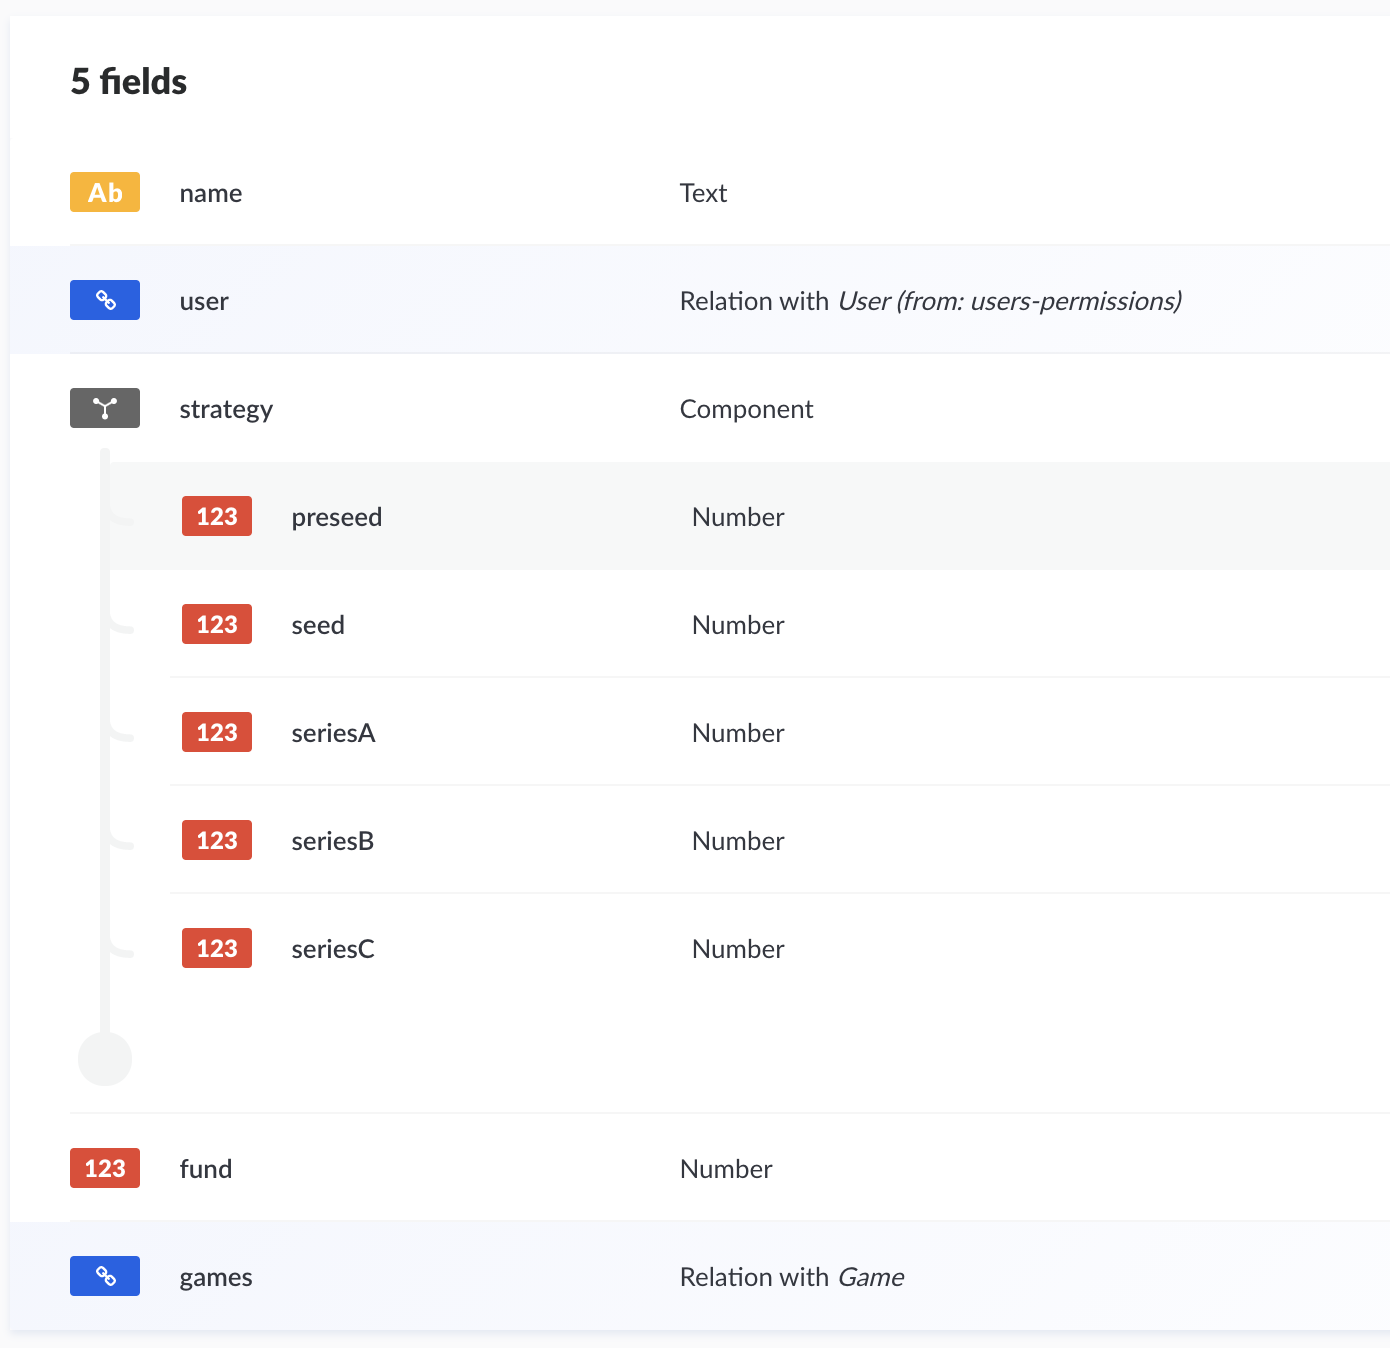 5 fields
Ab name Text
user Relation with User (from: users-permissions)
strategy Component
123 preseed Number
123 seed Number
123 seriesA Number
123 seriesB Number
123 seriesC Number
123 fund Number
games Relation with Game